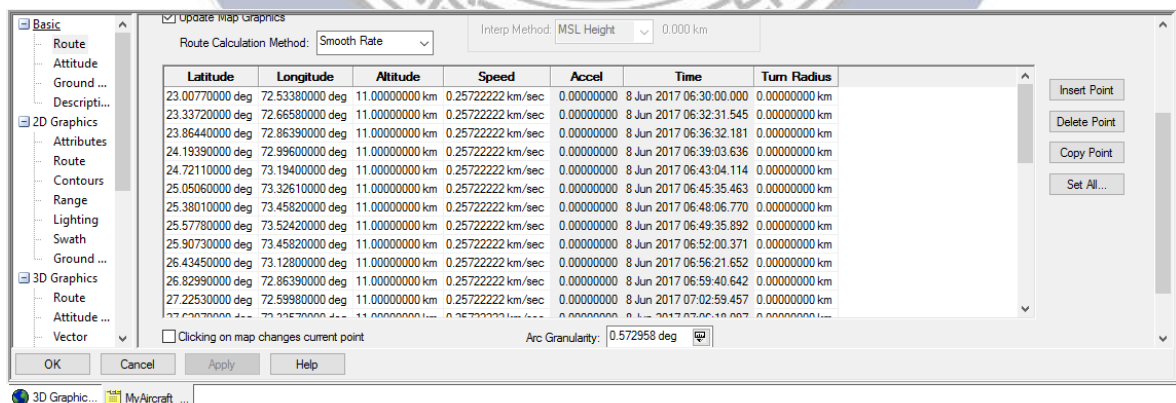 Basic
Route
Attitude
Ground ...
Descripti...
2D Graphics
Attributes
Route
Contours
Range
Lighting
Swath
Ground ...
3D Graphics
Route
Attitude ...
Vector
Update Map Graphics
Route Calculation Method: Smooth Rate
Interp Method: MSL Height 0.000 km
Latitude Longitude Altitude Speed Accel Time Turn Radius
23.00770000 deg 72.53380000 deg 11.00000000 km 0.25722222 km/sec 0.00000000 8 Jun 2017 06:30:00.000 0.00000000 km
23.33720000 deg 72.66580000 deg 11.00000000 km 0.25722222 km/sec 0.00000000 8 Jun 2017 06:32:31.545 0.00000000 km
23.86440000 deg 72.86390000 deg 11.00000000 km 0.25722222 km/sec 0.00000000 8 Jun 2017 06:36:32.181 0.00000000 km
24.19390000 deg 72.99600000 deg 11.00000000 km 0.25722222 km/sec 0.00000000 8 Jun 2017 06:39:03.636 0.00000000 km
24.72110000 deg 73.19400000 deg 11.00000000 km 0.25722222 km/sec 0.00000000 8 Jun 2017 06:43:04.114 0.00000000 km
25.05060000 deg 73.32610000 deg 11.00000000 km 0.25722222 km/sec 0.00000000 8 Jun 2017 06:45:35.463 0.00000000 km
25.38010000 deg 73.45820000 deg 11.00000000 km 0.25722222 km/sec 0.00000000 8 Jun 2017 06:48:06.770 0.00000000 km
25.57780000 deg 73.52420000 deg 11.00000000 km 0.25722222 km/sec 0.00000000 8 Jun 2017 06:49:35.892 0.00000000 km
25.90730000 deg 73.45820000 deg 11.00000000 km 0.25722222 km/sec 0.00000000 8 Jun 2017 06:52:00.371 0.00000000 km
26.43450000 deg 73.12800000 deg 11.00000000 km 0.25722222 km/sec 0.00000000 8 Jun 2017 06:56:21.652 0.00000000 km
26.82990000 deg 72.86390000 deg 11.00000000 km 0.25722222 km/sec 0.00000000 8 Jun 2017 06:59:40.642 0.00000000 km
27.22530000 deg 72.59980000 deg 11.00000000 km 0.25722222 km/sec 0.00000000 8 Jun 2017 07:02:59.457 0.00000000 km
Insert Point
Delete Point
Copy Point
Set All...
Clicking on map changes current point
Arc Granularity: 0.572958 deg
OK Cancel Apply Help
3D Graphic... MyAircraft ...